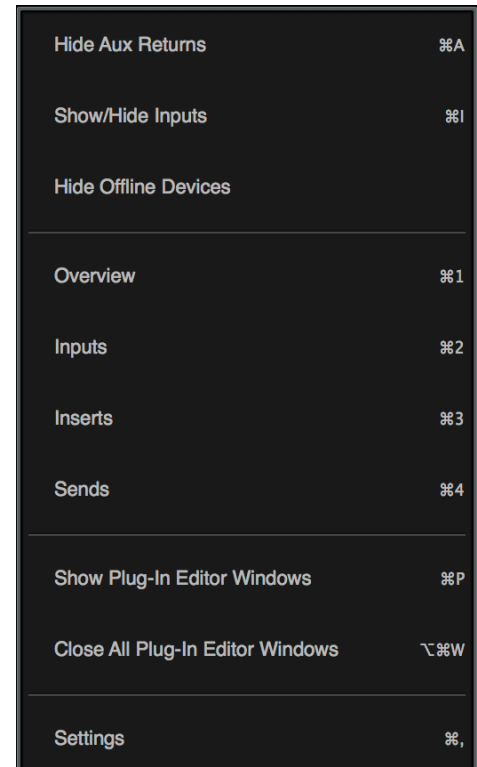 Hide Aux Returns ⌘A
Show/Hide Inputs ⌘I
Hide Offline Devices
Overview ⌘1
Inputs ⌘2
Inserts ⌘3
Sends ⌘4
Show Plug-In Editor Windows ⌘P
Close All Plug-In Editor Windows ⌥⌘W
Settings ⌘,